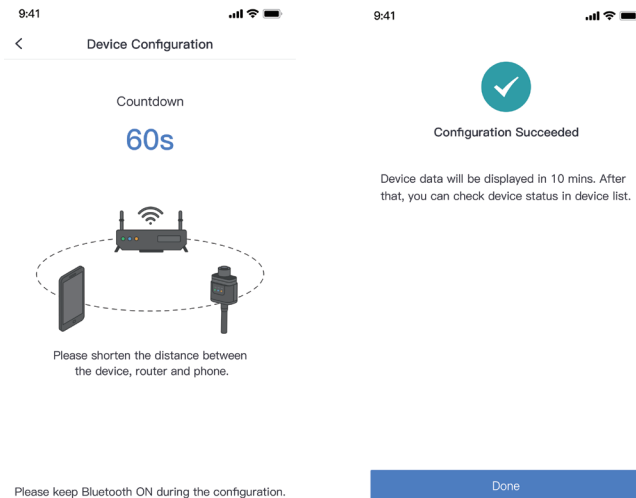 9:41
Device Configuration
Countdown
60s
Please shorten the distance between
the device, router and phone.
Please keep Bluetooth ON during the configuration.
9:41
Configuration Succeeded
Device data will be displayed in 10 mins. After
that, you can check device status in device list.
Done